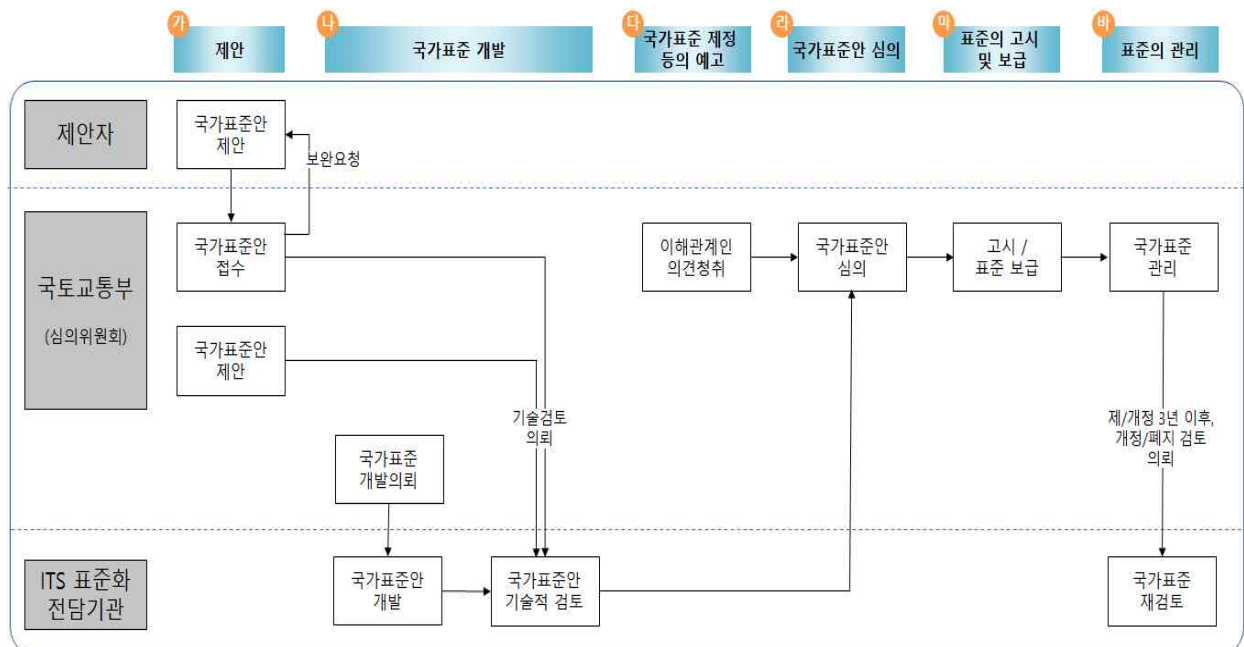 가
나
다
라
마
바
제안
국가표준 개발
국가표준 제정
등의 예고
국가표준안 심의
표준의 고시
및 보급
표준의 관리
제안자
국가표준안
제안
보완요청
국토교통부
(심의위원회)
국가표준안
접수
이해관계인
의견청취
국가표준안
심의
고시 /
표준 보급
국가표준
관리
국가표준안
제안
기술검토
의뢰
제/개정 3년 이후,
개정/폐지 검토
의뢰
국가표준
개발의뢰
ITS 표준화
전담기관
국가표준안
개발
국가표준안
기술적 검토
국가표준
재검토